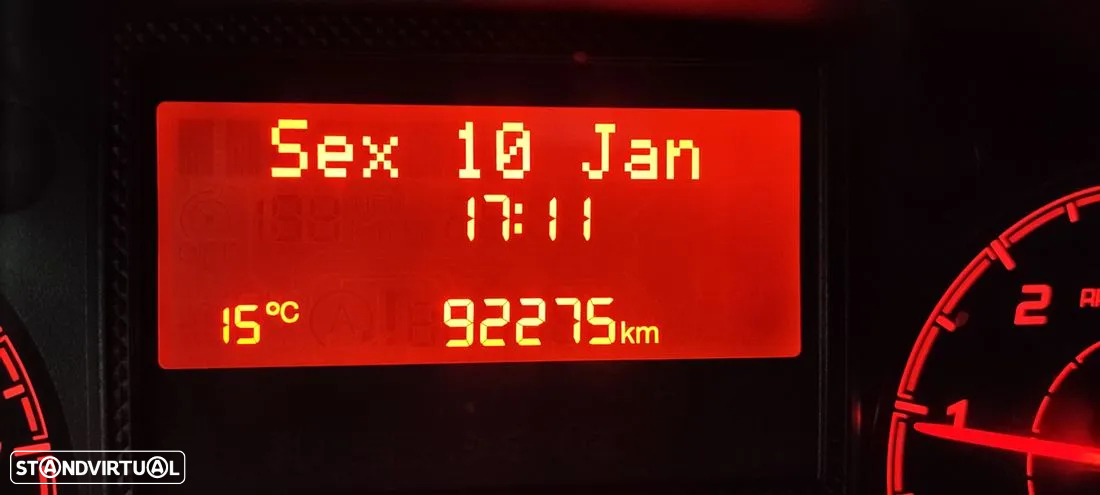 Sex 10 Jan
17:11
15°C 92275km
2
1
STANDVIRTUAL